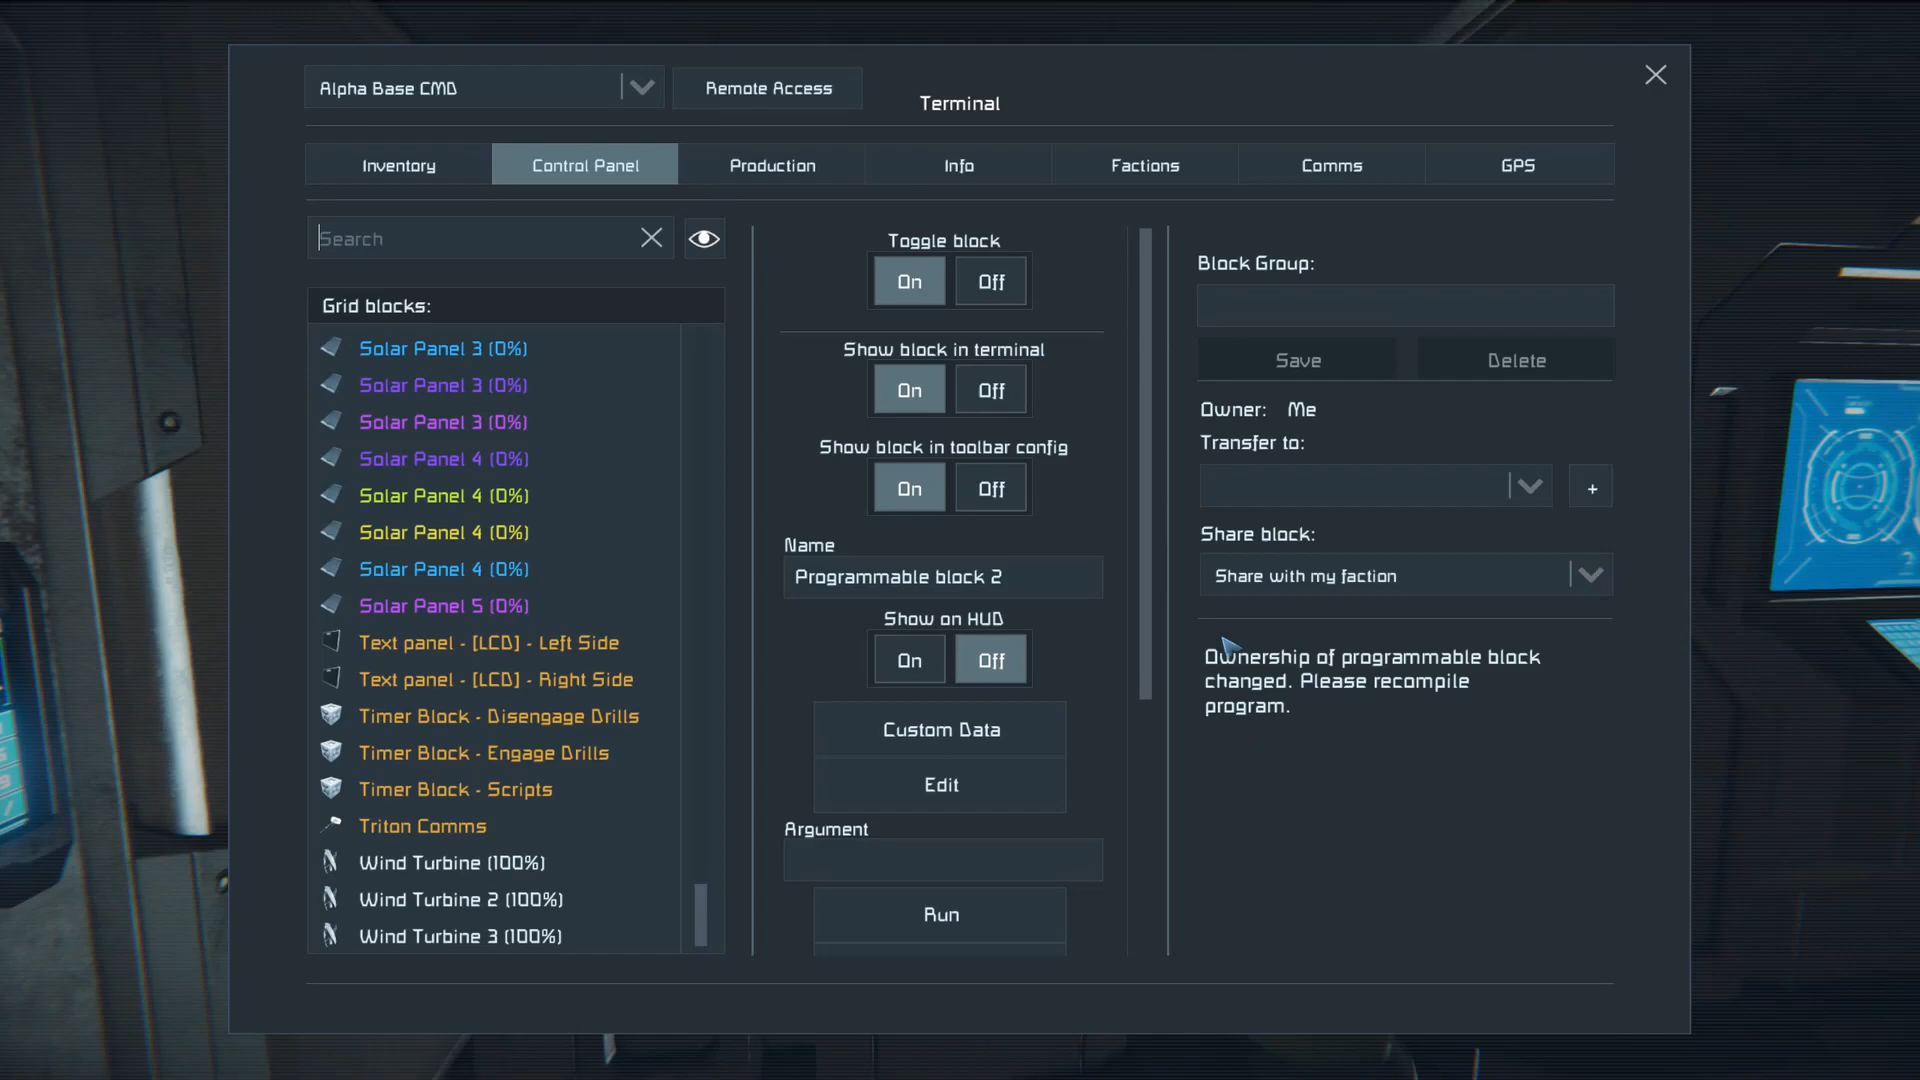 Alpha Base CMD
Remote Access
Terminal
Inventory
Control Panel
Production
Info
Factions
Comms
GPS
Search
Grid blocks:
Solar Panel 3 (0%)
Solar Panel 3 (0%)
Solar Panel 3 (0%)
Solar Panel 4 (0%)
Solar Panel 4 (0%)
Solar Panel 4 (0%)
Solar Panel 4 (0%)
Solar Panel 5 (0%)
Text panel - [LCD] - Left Side
Text panel - [LCD] - Right Side
Timer Block - Disengage Drills
Timer Block - Engage Drills
Timer Block - Scripts
Triton Comms
Wind Turbine (100%)
Wind Turbine 2 (100%)
Wind Turbine 3 (100%)
Toggle block
On Off
Show block in terminal
On Off
Show block in toolbar config
On Off
Name
Programmable block 2
Show on HUD
On Off
Custom Data
Edit
Argument
Run
Block Group:
Save Delete
Owner: Me
Transfer to:
+
Share block:
Share with my faction
Ownership of programmable block
changed. Please recompile
program.